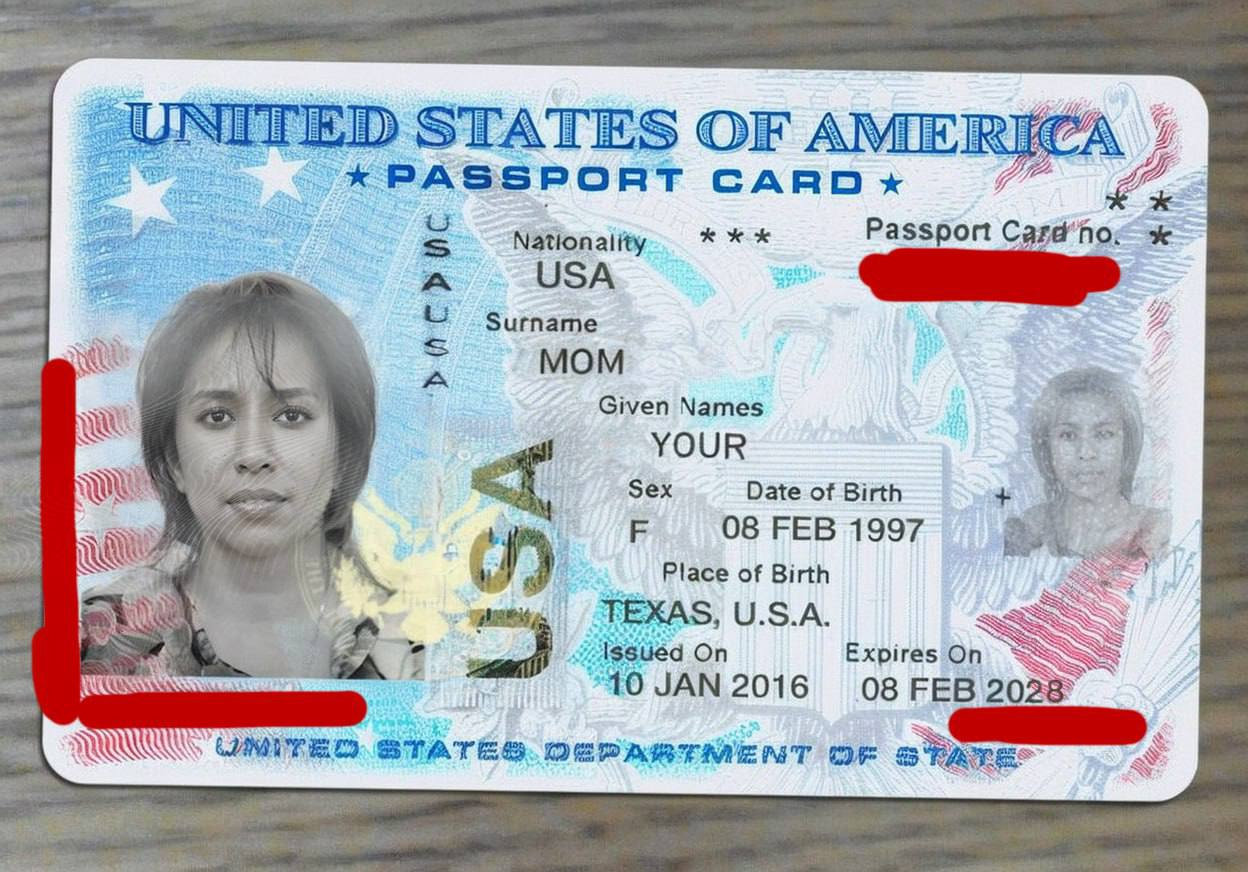 UNITED STATES OF AMERICA
★ PASSPORT CARD ★
USAUSA
Nationality
USA
* * *
Passport Card no.
* *
*
Surname
MOM
Given Names
YOUR
Sex
F
Date of Birth
08 FEB 1997
Place of Birth
TEXAS, U.S.A.
Issued On
10 JAN 2016
Expires On
08 FEB 2028
USA
UNITED STATES DEPARTMENT OF STATE